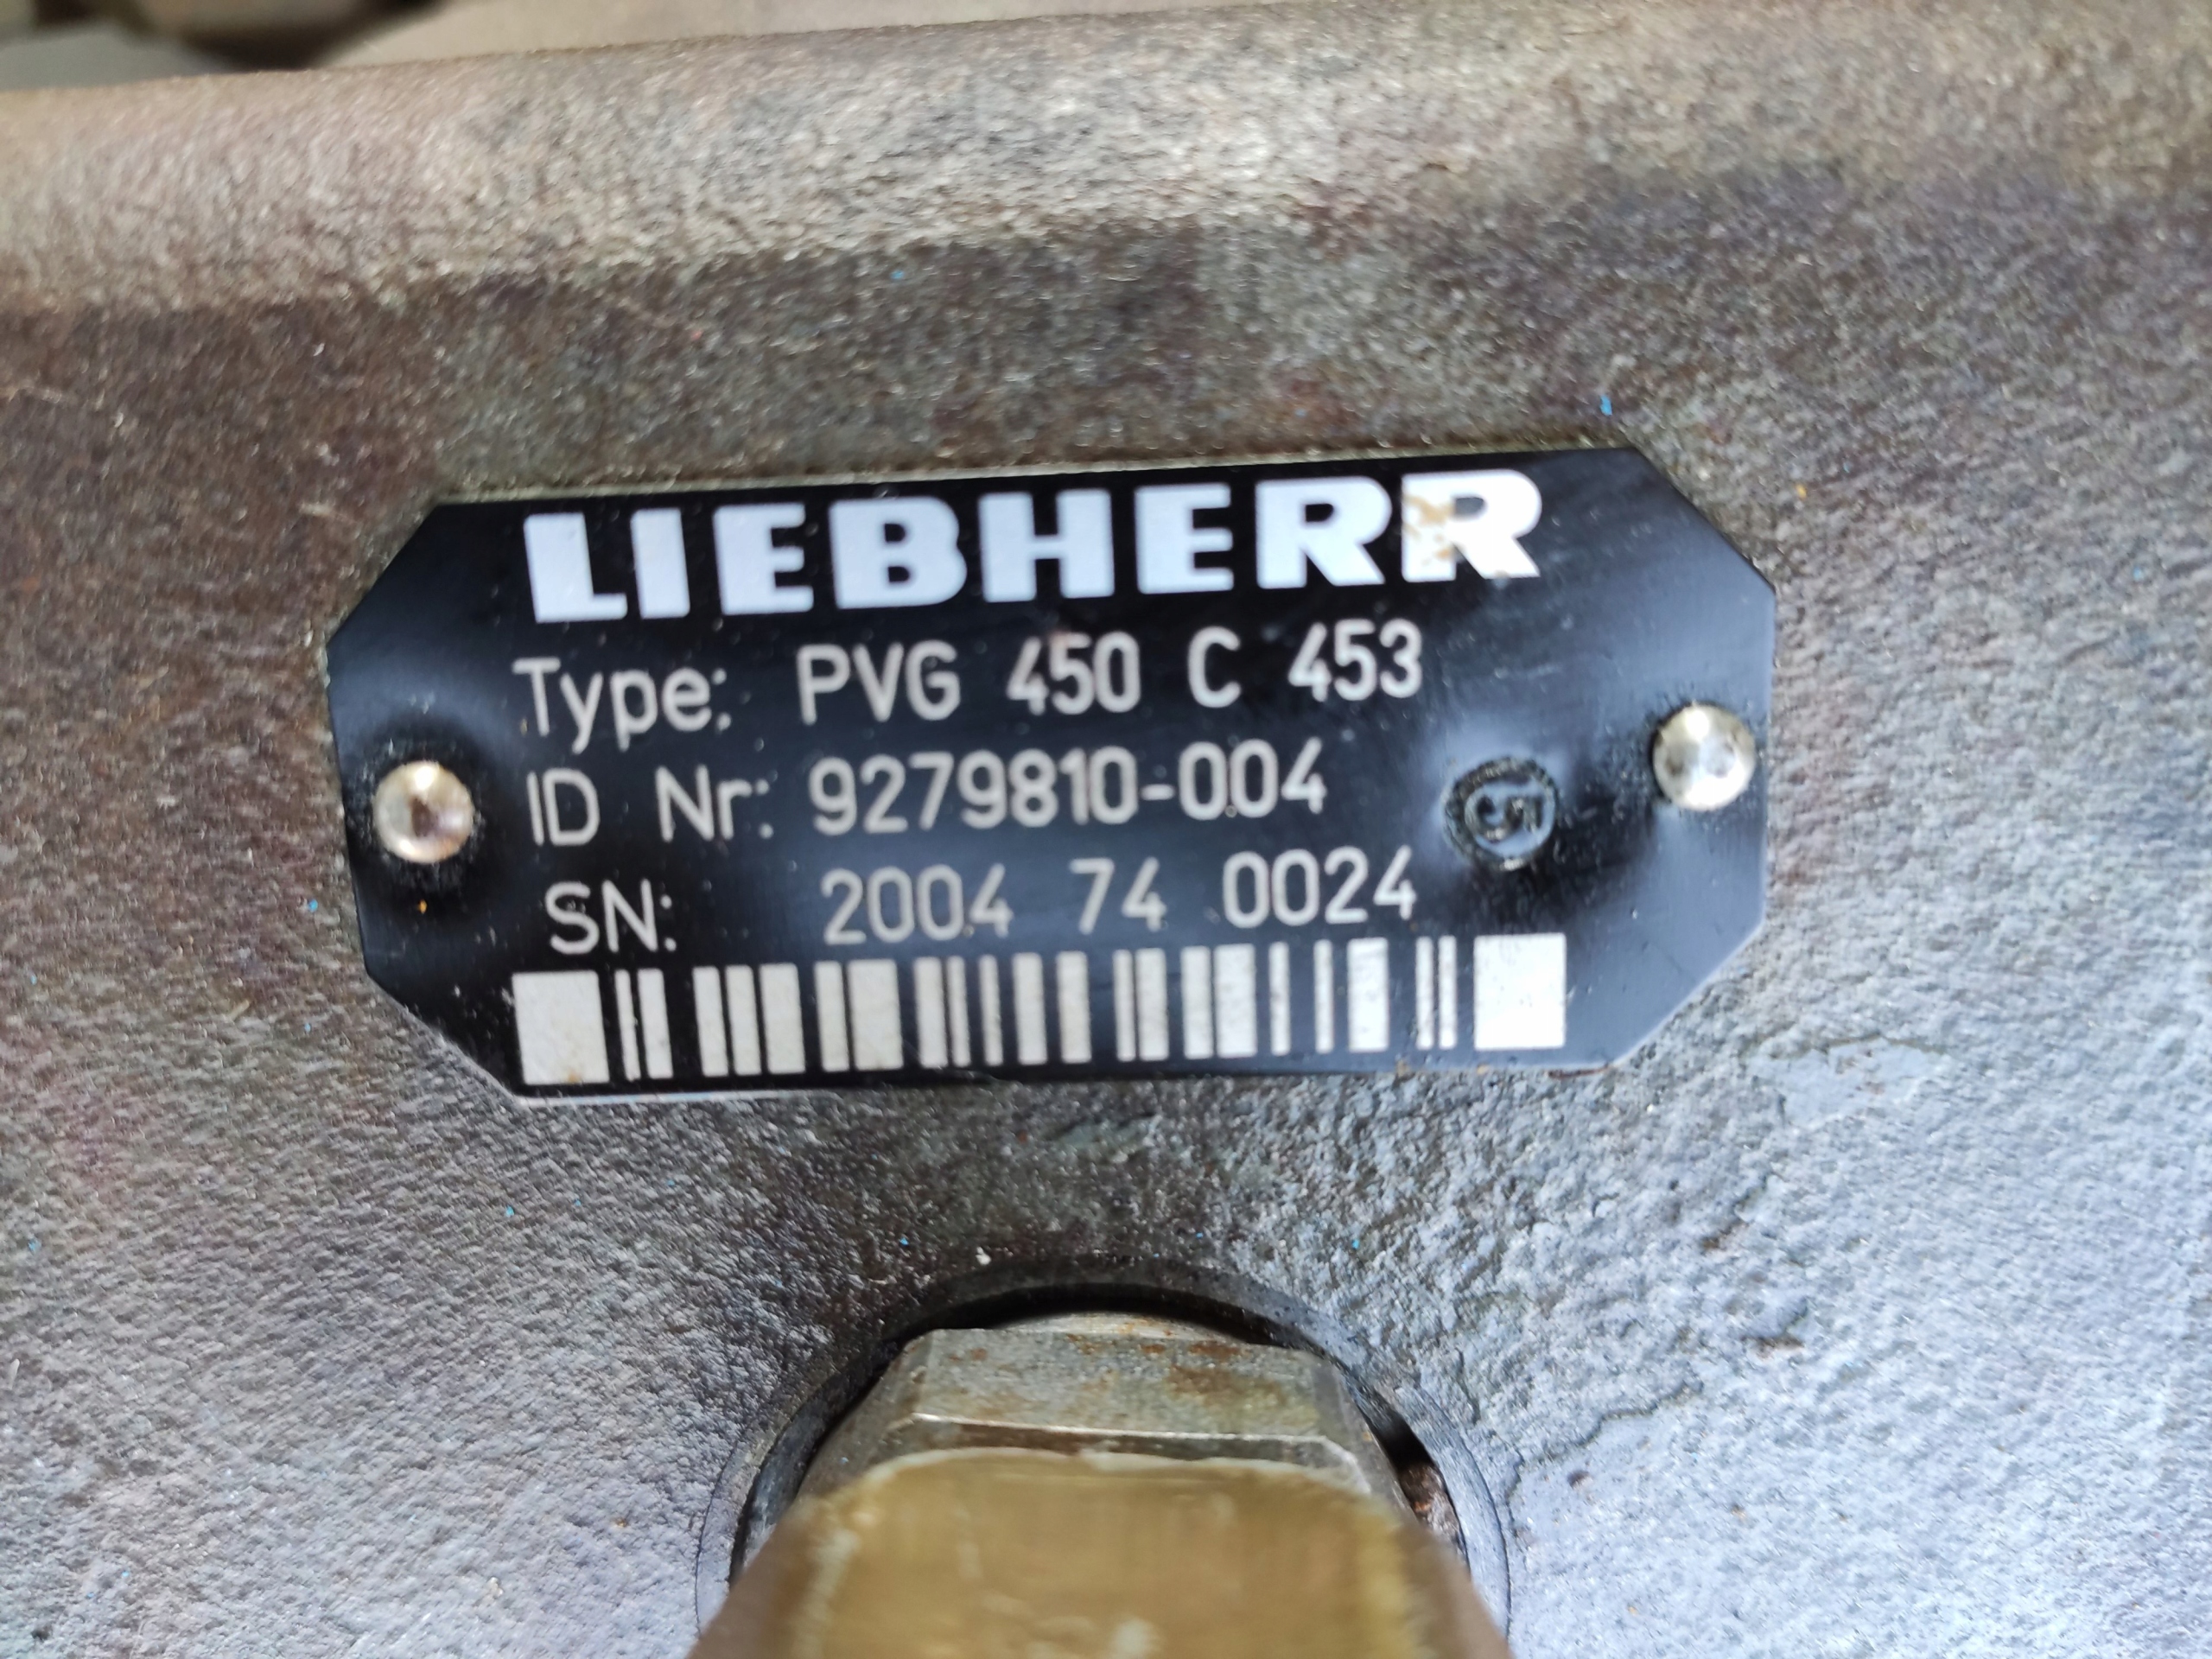 LIEBHERR
Type: PVG 450 C 453
ID Nr: 9279810-004
SN: 2004 74 0024